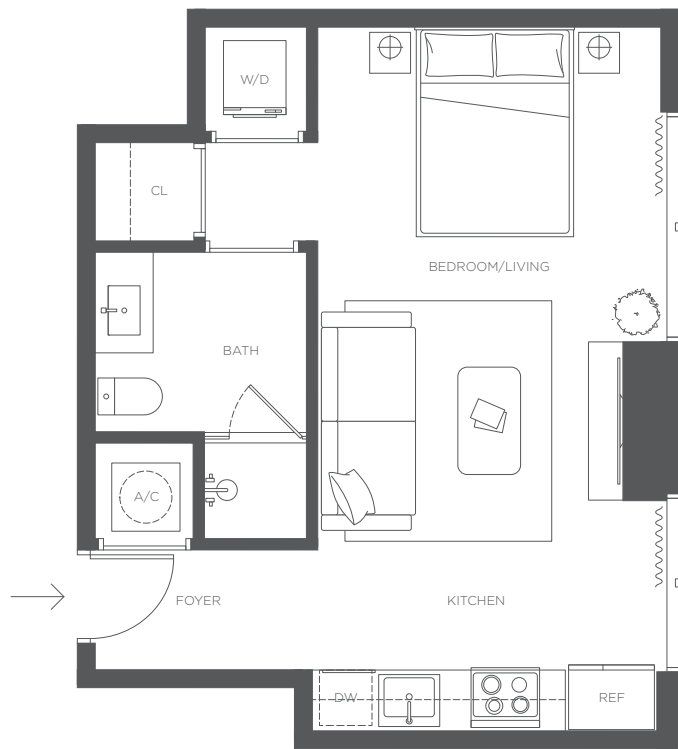 W/D
CL
BEDROOM/LIVING
BATH
A/C
FOYER
KITCHEN
DW
REF